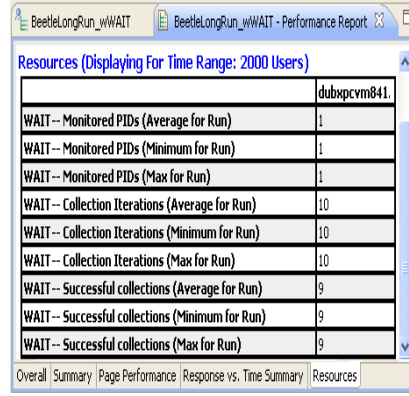 BeetleLongRun_wWAIT
BeetleLongRun_wWAIT - Performance Report
Resources (Displaying For Time Range: 2000 Users)
dubxpcvm841.
WAIT-- Monitored PIDs (Average for Run) 1
WAIT-- Monitored PIDs (Minimum for Run) 1
WAIT-- Monitored PIDs (Max for Run) 1
WAIT-- Collection Iterations (Average for Run) 10
WAIT-- Collection Iterations (Minimum for Run) 10
WAIT-- Collection Iterations (Max for Run) 10
WAIT-- Successful collections (Average for Run) 9
WAIT-- Successful collections (Minimum for Run) 9
WAIT-- Successful collections (Max for Run) 9
Overall Summary Page Performance Response vs. Time Summary Resources